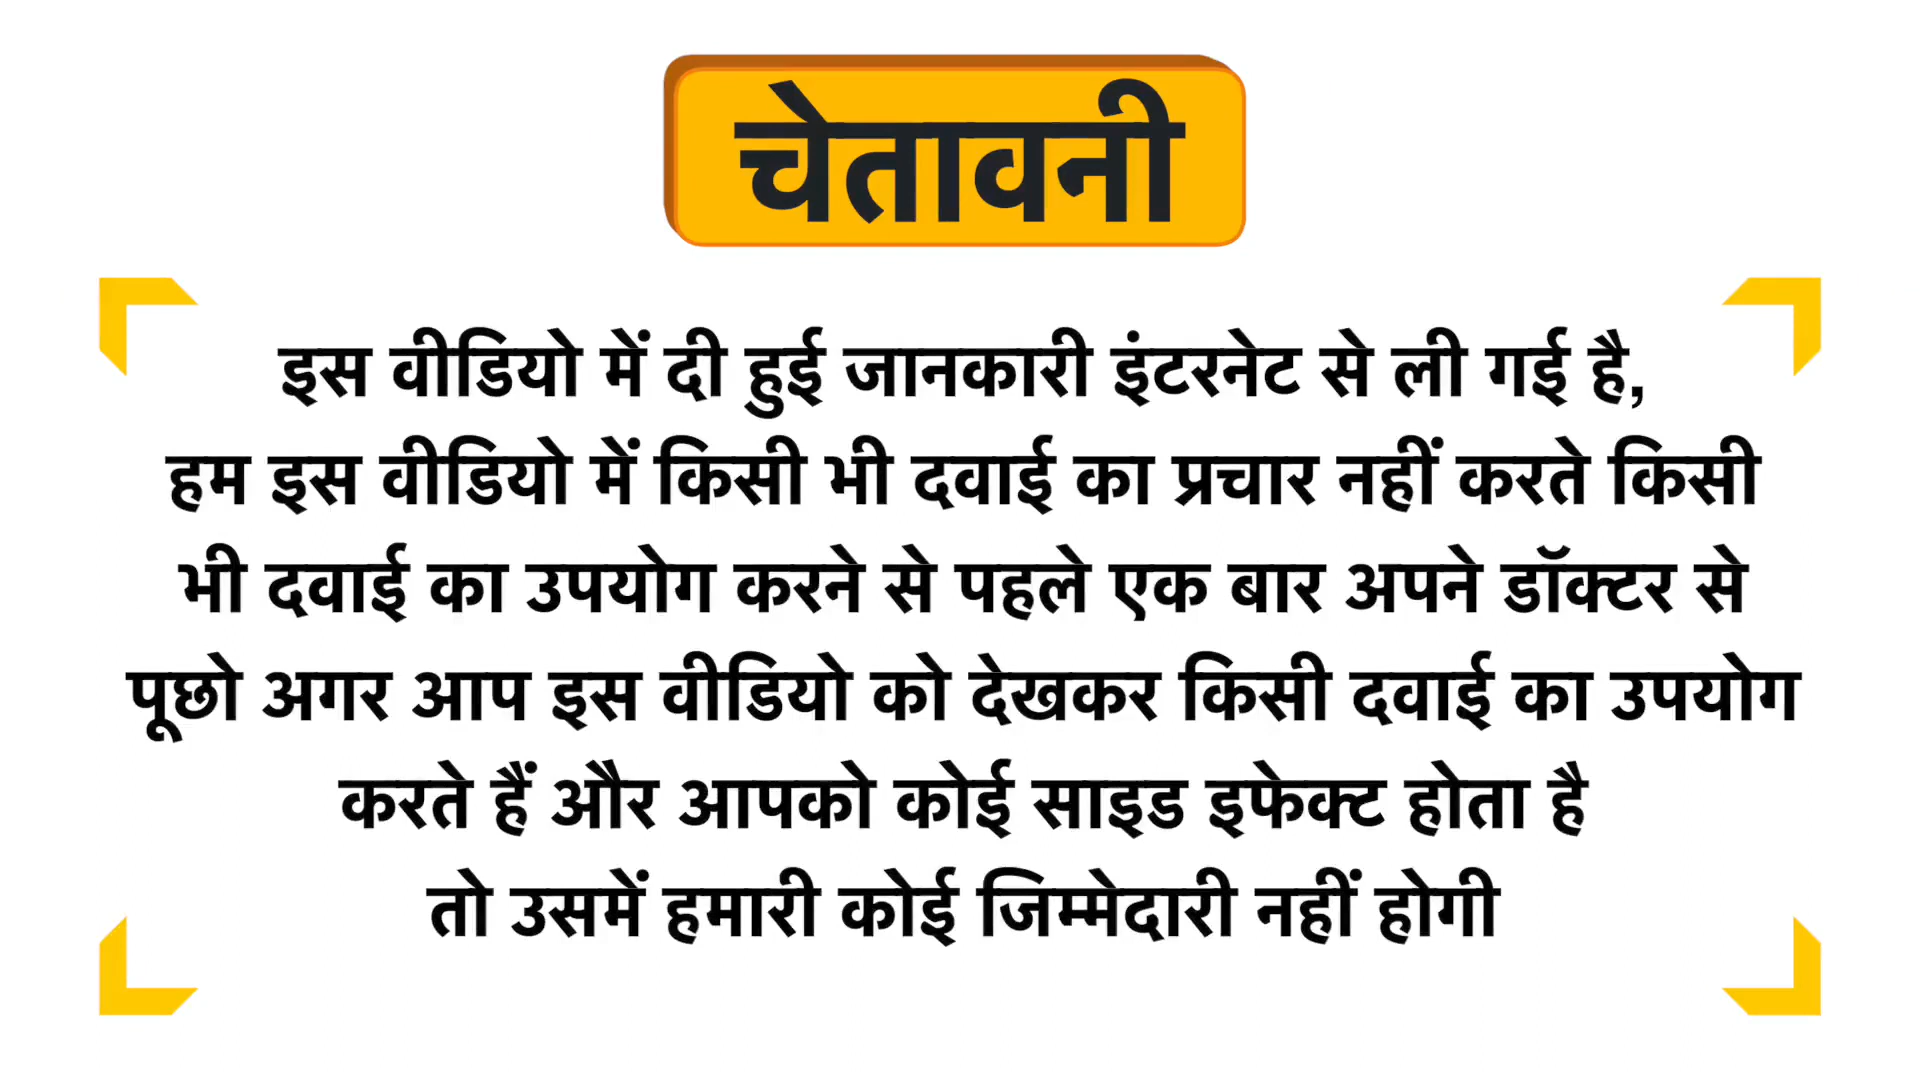 चेतावनी
इस वीडियो में दी हुई जानकारी इंटरनेट से ली गई है,
हम इस वीडियो में किसी भी दवाई का प्रचार नहीं करते किसी
भी दवाई का उपयोग करने से पहले एक बार अपने डॉक्टर से
पूछो अगर आप इस वीडियो को देखकर किसी दवाई का उपयोग
करते हैं और आपको कोई साइड इफेक्ट होता है
तो उसमें हमारी कोई जिम्मेदारी नहीं होगी